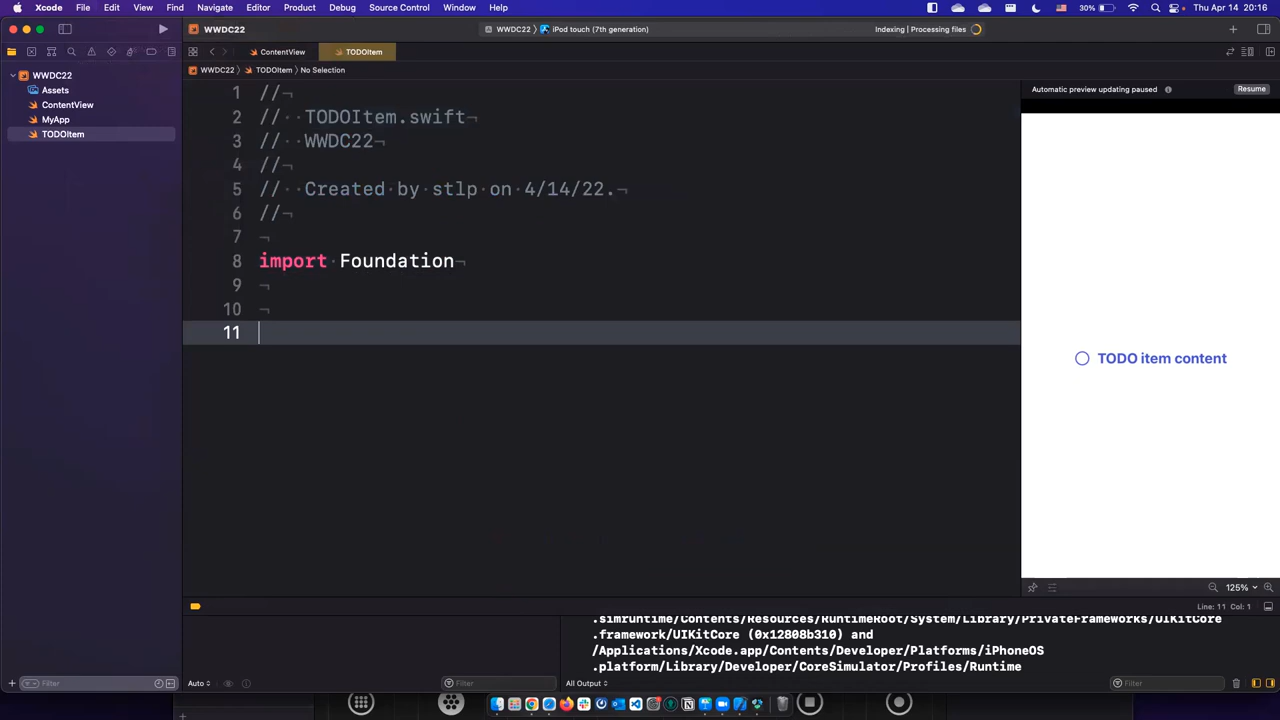 Xcode File Edit View Find Navigate Editor Product Debug Source Control Window Help 30% Thu Apr 14 20:16
WWDC22 WWDC22 〉 iPod touch (7th generation) Indexing | Processing files
ContentView TODOItem
WWDC22 〉 TODOItem 〉 No Selection
WWDC22
Assets
ContentView
MyApp
TODOItem
1 //¬
2 //··TODOItem.swift¬
3 //··WWDC22¬
4 //¬
5 //··Created·by·stlp·on·4/14/22.·¬
6 //¬
7 ¬
8 import·Foundation¬
9 ¬
10 ¬
11
Automatic preview updating paused Resume
TODO item content
125%
Line: 11 Col: 1
.simruntime/Contents/Resources/RuntimeRoot/System/Library/PrivateFrameworks/UIKitCore
.framework/UIKitCore (0x12808b310) and
/Applications/Xcode.app/Contents/Developer/Platforms/iPhoneOS
.platform/Library/Developer/CoreSimulator/Profiles/Runtime
Filter Auto Filter All Output Filter